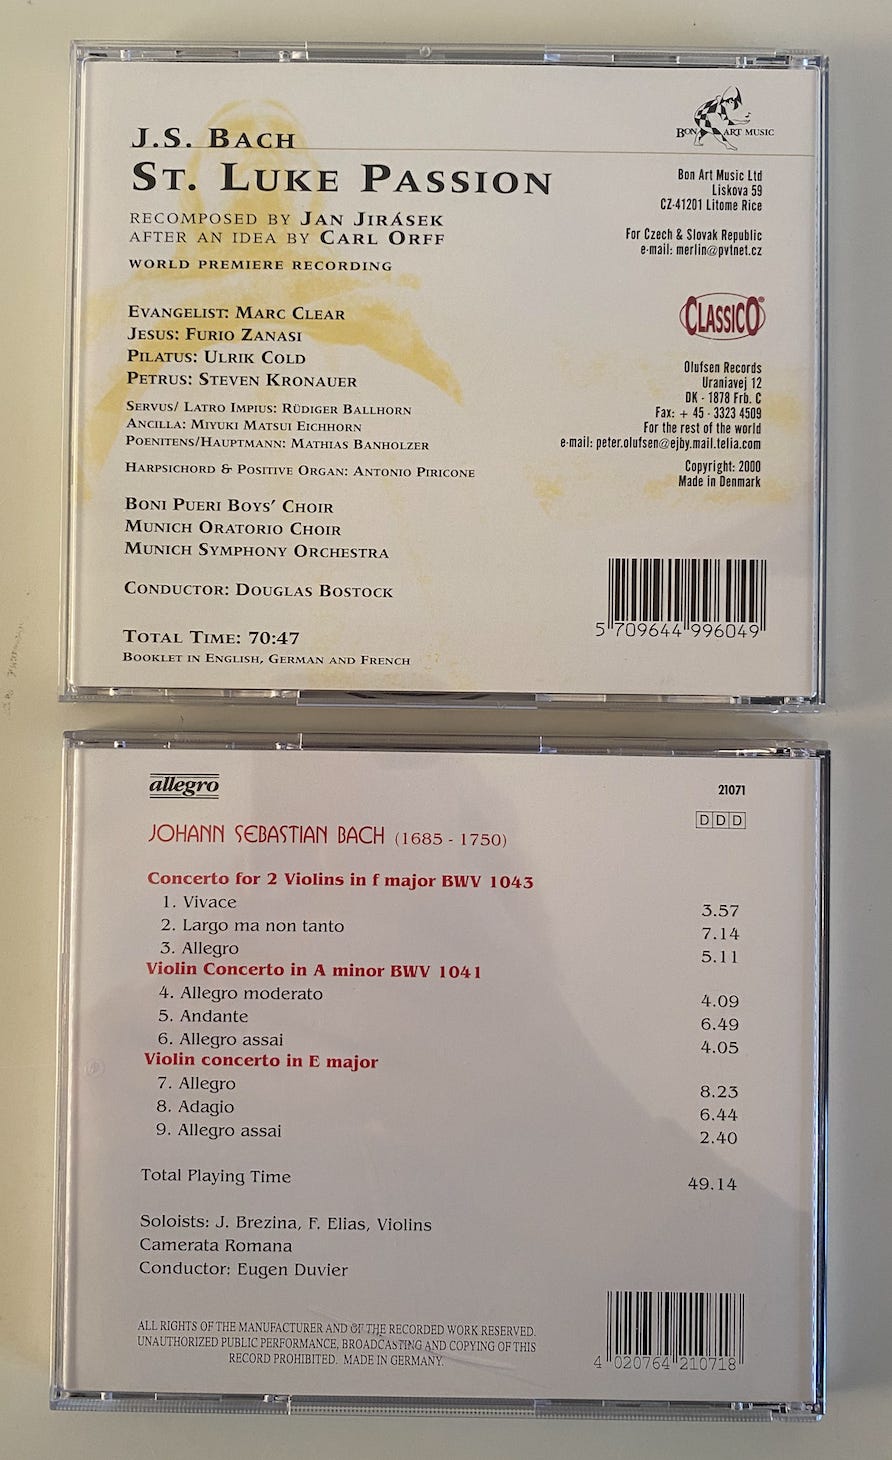 J.S. BACH
ST. LUKE PASSION
RECOMPOSED BY JAN JIRÁSEK
AFTER AN IDEA BY CARL ORFF
WORLD PREMIERE RECORDING
EVANGELIST: MARC CLEAR
JESUS: FURIO ZANASI
PILATUS: ULRIK COLD
PETRUS: STEVEN KRONAUER
SERVUS/ LATRO IMPIUS: RÜDIGER BALLHORN
ANCILLA: MIYUKI MATSUI EICHHORN
POENITENS/HAUPTMANN: MATHIAS BANHOLZER
HARPSICHORD & POSITIVE ORGAN: ANTONIO PIRICONE
BONI PUERI BOYS' CHOIR
MUNICH ORATORIO CHOIR
MUNICH SYMPHONY ORCHESTRA
CONDUCTOR: DOUGLAS BOSTOCK
TOTAL TIME: 70:47
BOOKLET IN ENGLISH, GERMAN AND FRENCH
BON ART MUSIC
Bon Art Music Ltd
Liskova 59
CZ-41201 Litome Rice
For Czech & Slovak Republic
e-mail: merlin@pvtnet.cz
CLASSICO®
Olufsen Records
Uraniavej 12
DK - 1878 Frb. C
Fax: + 45 - 3323 4509
For the rest of the world
e-mail: peter.olufsen@ejby.mail.telia.com
Copyright: 2000
Made in Denmark
5 709644 996049
allegro
21071
DDD
JOHANN SEBASTIAN BACH (1685 - 1750)
Concerto for 2 Violins in f major BWV 1043
1. Vivace 3.57
2. Largo ma non tanto 7.14
3. Allegro 5.11
Violin Concerto in A minor BWV 1041
4. Allegro moderato 4.09
5. Andante 6.49
6. Allegro assai 4.05
Violin concerto in E major
7. Allegro 8.23
8. Adagio 6.44
9. Allegro assai 2.40
Total Playing Time 49.14
Soloists: J. Brezina, F. Elias, Violins
Camerata Romana
Conductor: Eugen Duvier
ALL RIGHTS OF THE MANUFACTURER AND OF THE RECORDED WORK RESERVED.
UNAUTHORIZED PUBLIC PERFORMANCE, BROADCASTING AND COPYING OF THIS
RECORD PROHIBITED. MADE IN GERMANY.
4 020764 210718